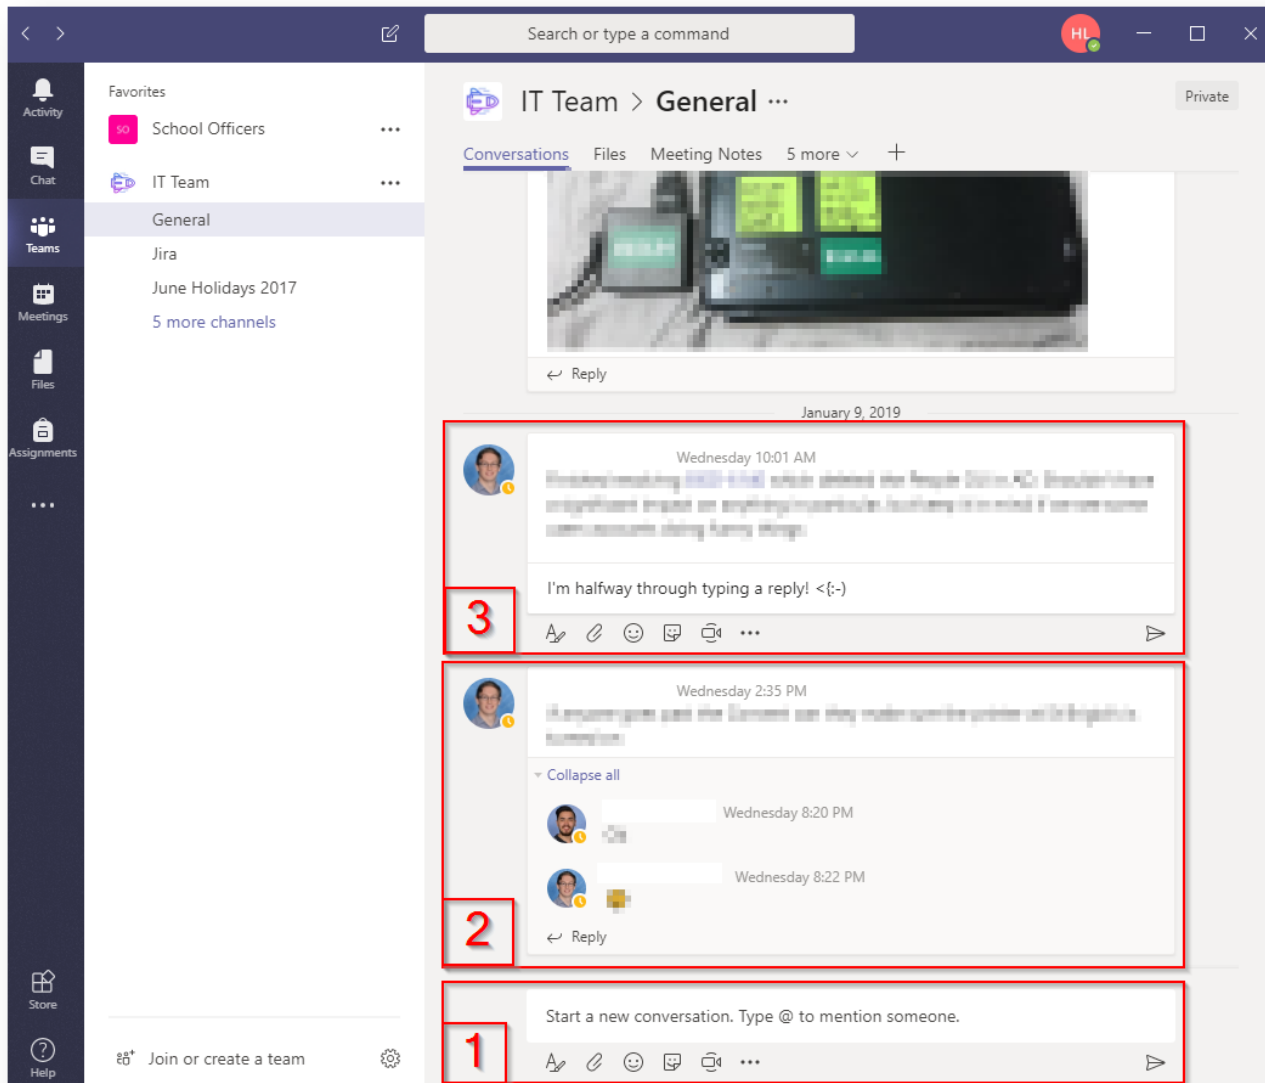 Search or type a command
HL
Activity
Chat
Teams
Meetings
Files
Assignments
Store
Help
Favorites
SO School Officers
IT Team
General
Jira
June Holidays 2017
5 more channels
Join or create a team
IT Team > General
Private
Conversations Files Meeting Notes 5 more
Reply
January 9, 2019
Wednesday 10:01 AM
I'm halfway through typing a reply! <{:-)
3
Wednesday 2:35 PM
Collapse all
Wednesday 8:20 PM
Wednesday 8:22 PM
2
Reply
Start a new conversation. Type @ to mention someone.
1